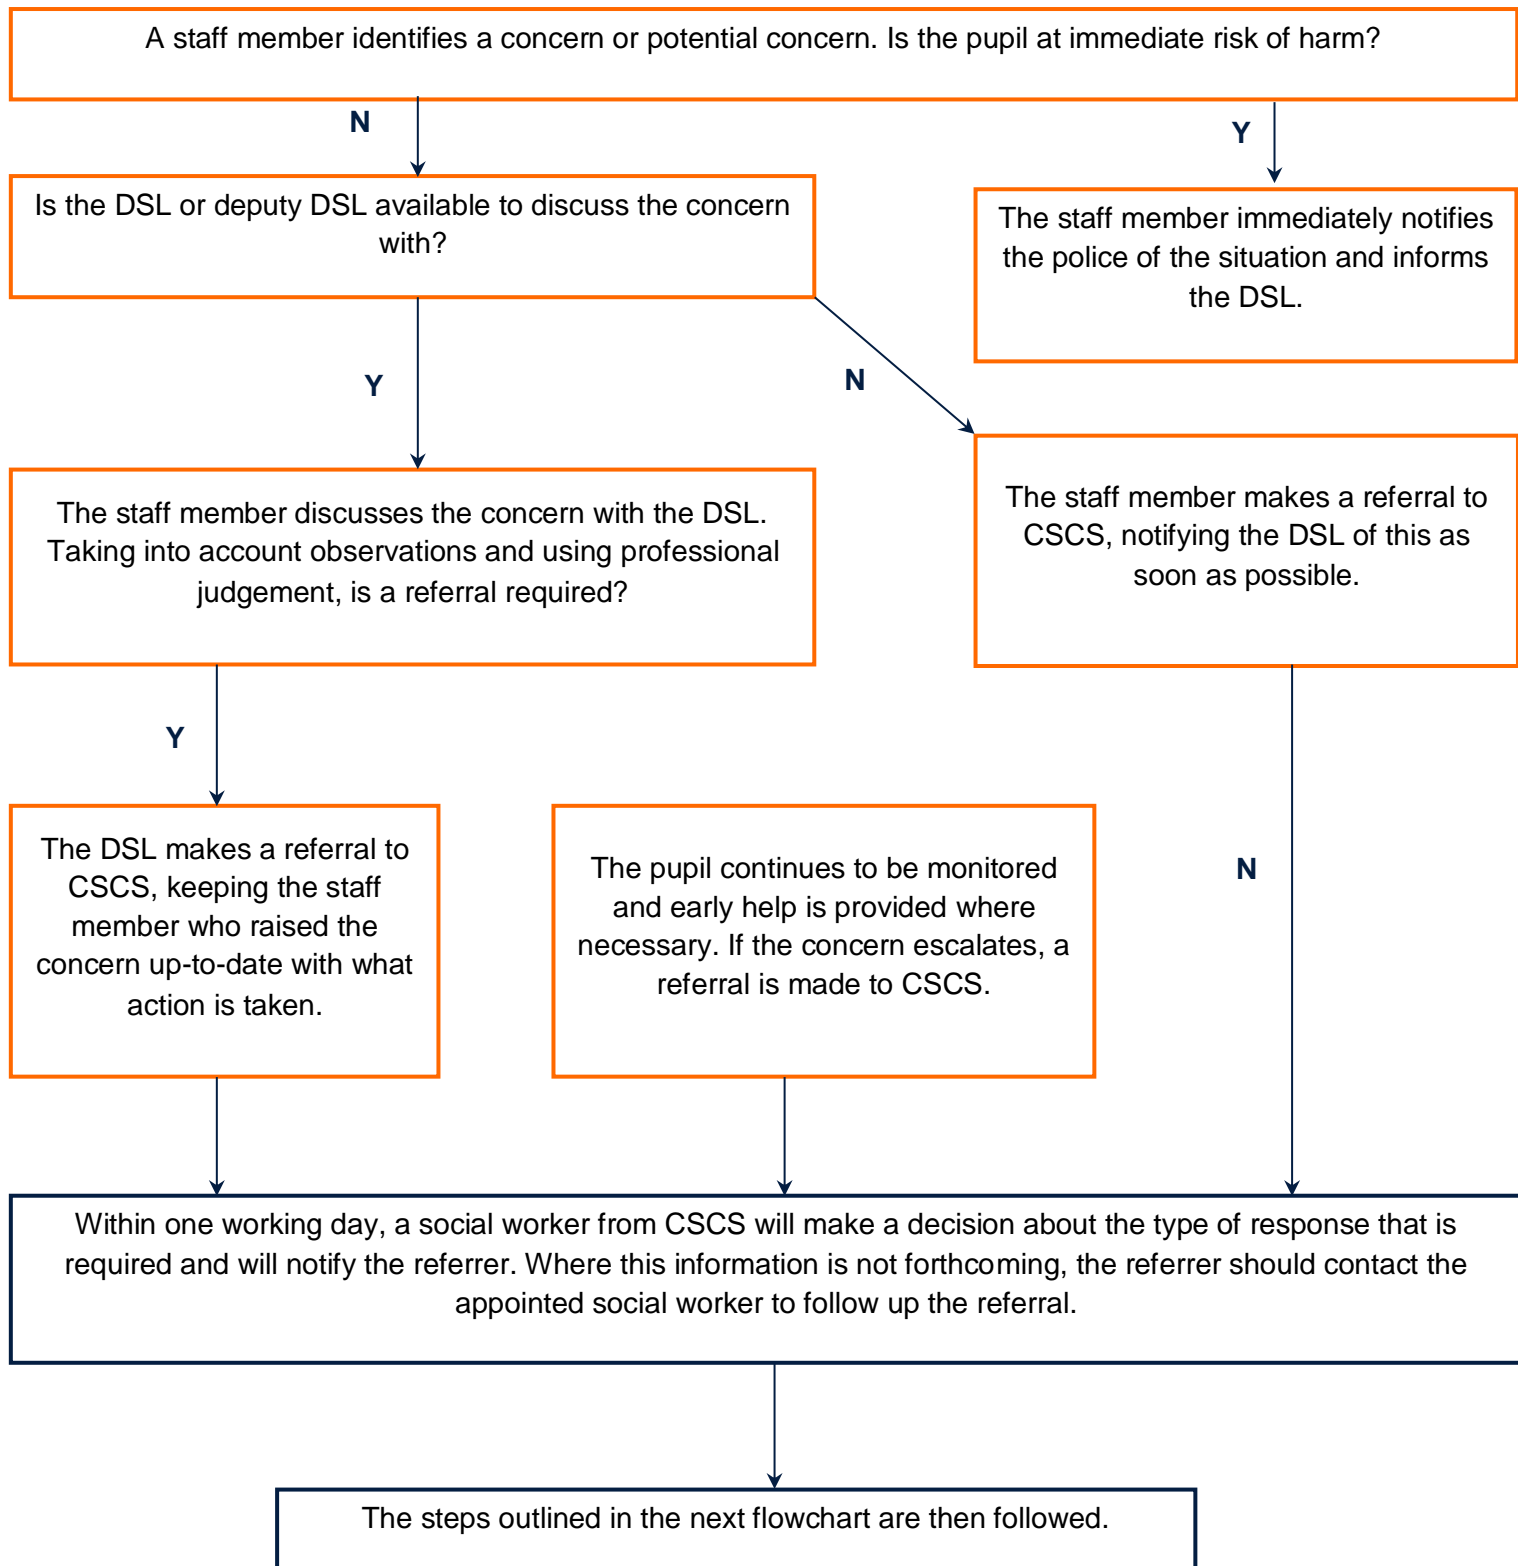 A staff member identifies a concern or potential concern. Is the pupil at immediate risk of harm?
N
Y
Is the DSL or deputy DSL available to discuss the concern
with?
The staff member immediately notifies
the police of the situation and informs
the DSL.
Y
N
The staff member discusses the concern with the DSL.
Taking into account observations and using professional
judgement, is a referral required?
The staff member makes a referral to
CSCS, notifying the DSL of this as
soon as possible.
Y
The DSL makes a referral to
CSCS, keeping the staff
member who raised the
concern up-to-date with what
action is taken.
The pupil continues to be monitored
and early help is provided where
necessary. If the concern escalates, a
referral is made to CSCS.
N
Within one working day, a social worker from CSCS will make a decision about the type of response that is
required and will notify the referrer. Where this information is not forthcoming, the referrer should contact the
appointed social worker to follow up the referral.
The steps outlined in the next flowchart are then followed.